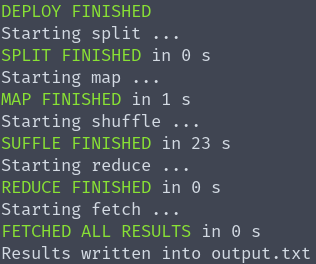 DEPLOY FINISHED
Starting split ...
SPLIT FINISHED in 0 s
Starting map ...
MAP FINISHED in 1 s
Starting shuffle ...
SUFFLE FINISHED in 23 s
Starting reduce ...
REDUCE FINISHED in 0 s
Starting fetch ...
FETCHED ALL RESULTS in 0 s
Results written into output.txt